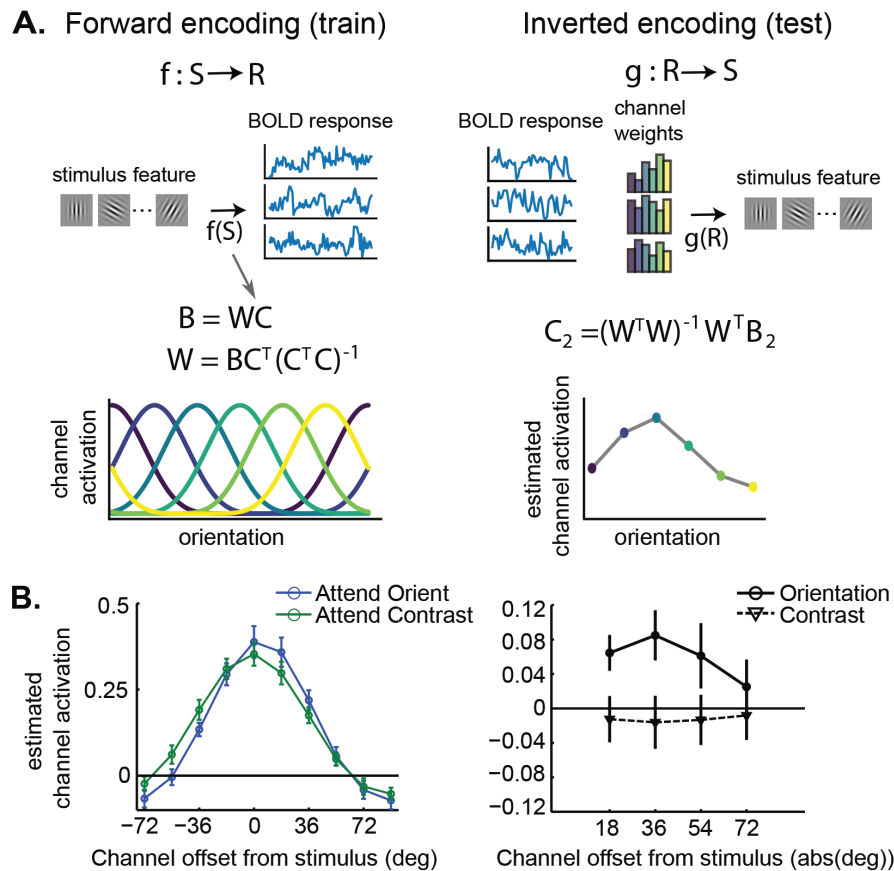 A. Forward encoding (train)
Inverted encoding (test)
f : S → R
g : R → S
BOLD response
stimulus feature
f(S)
BOLD response
channel
weights
stimulus feature
g(R)
B = WC
W = BCᵀ(CᵀC)⁻¹
C₂ =(WᵀW)⁻¹ WᵀB₂
channel
activation
orientation
estimated
channel activation
orientation
B.
Attend Orient
Attend Contrast
0.5
0.25
0
estimated
channel activation
−72 −36 0 36 72
Channel offset from stimulus (deg)
Orientation
Contrast
0.12
0.08
0.04
0
−0.04
−0.08
−0.12
18 36 54 72
Channel offset from stimulus (abs(deg))